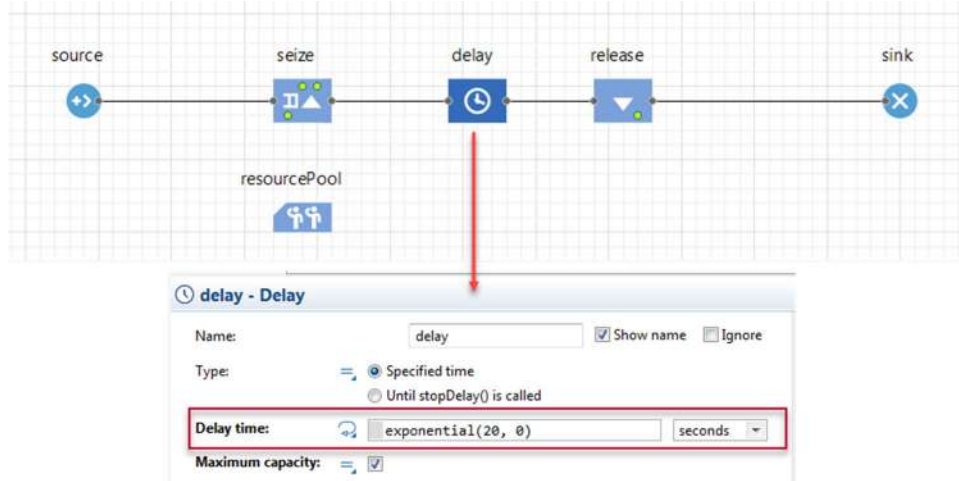 source seize delay release sink
resourcePool
delay - Delay
Name: delay Show name Ignore
Type: Specified time
Until stopDelay() is called
Delay time: exponential(20, 0) seconds
Maximum capacity: